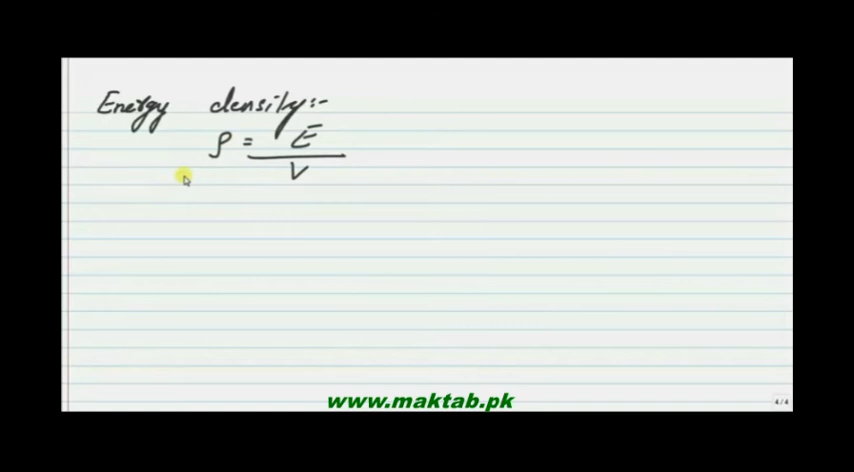 Energy density:-
ρ = E
V
www.maktab.pk
4/4